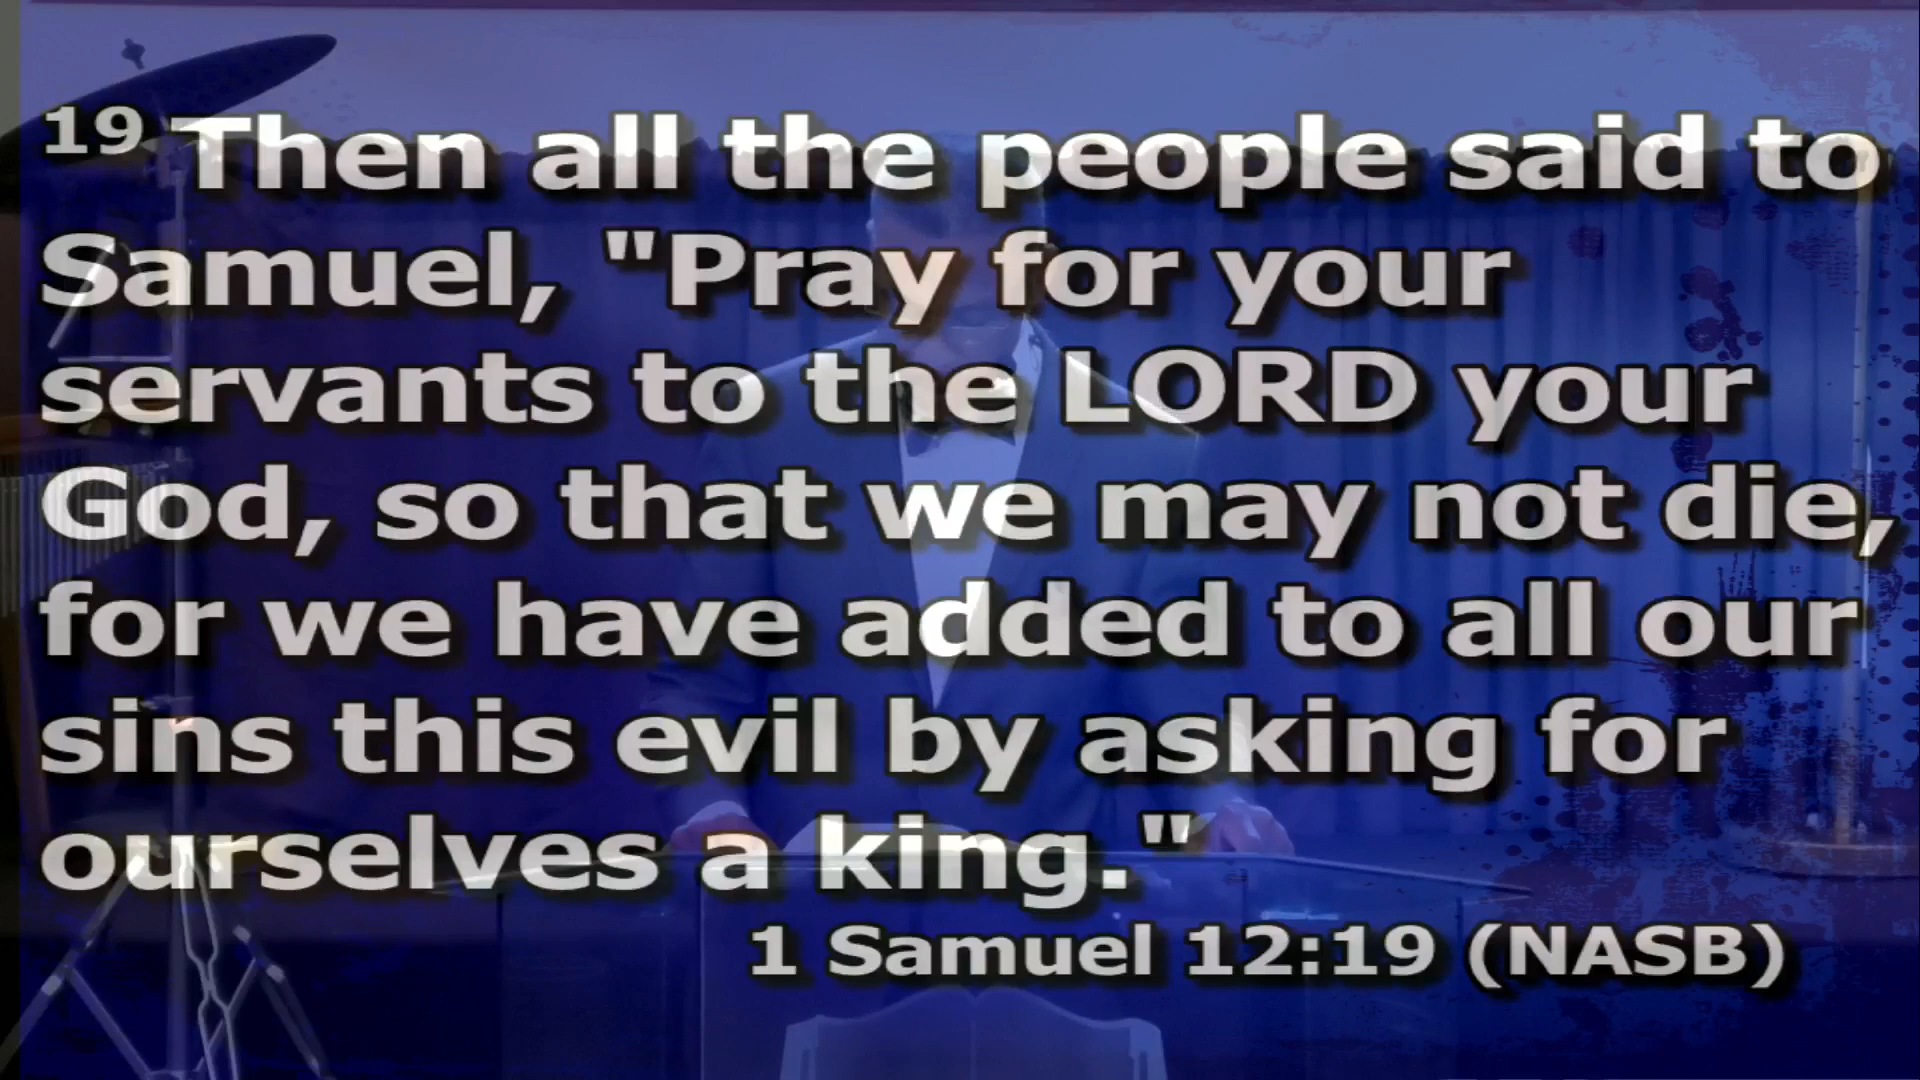 19 Then all the people said to
Samuel, "Pray for your
servants to the LORD your
God, so that we may not die,
for we have added to all our
sins this evil by asking for
ourselves a king."
1 Samuel 12:19 (NASB)